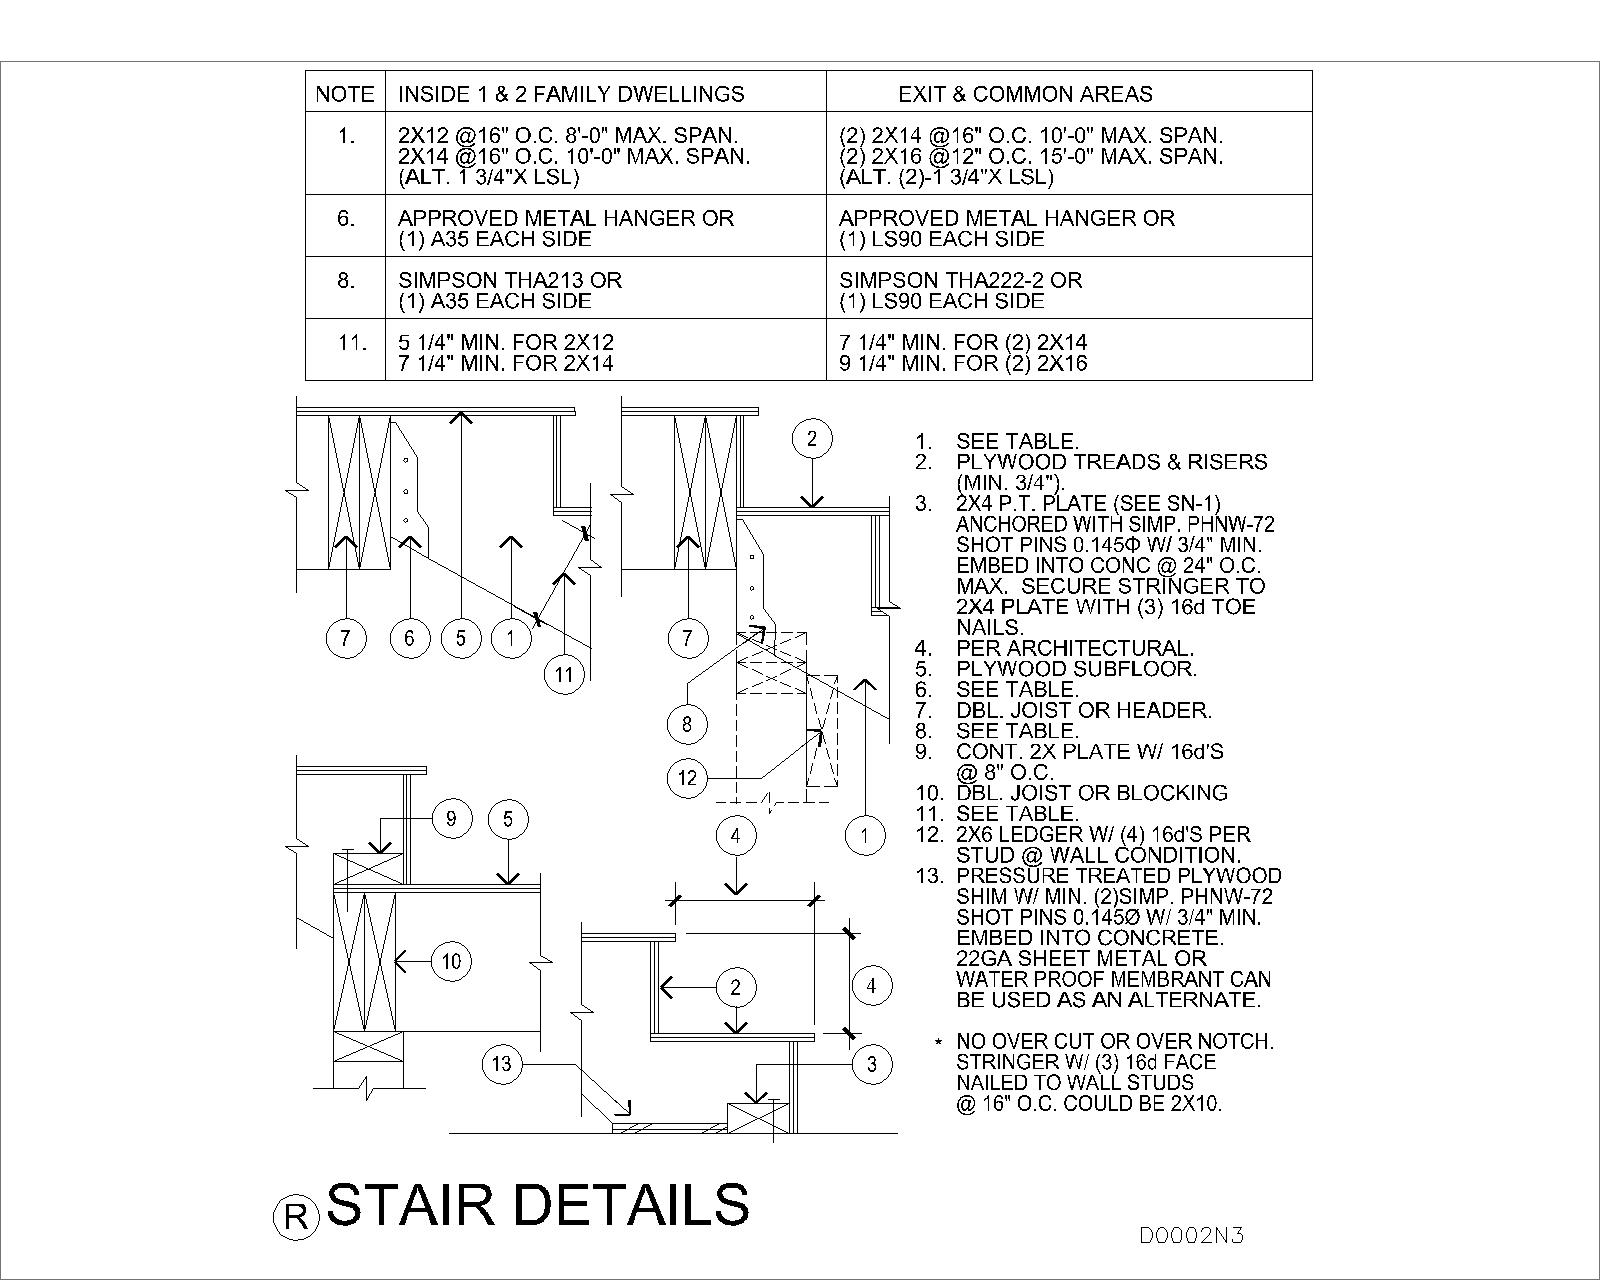 NOTE INSIDE 1 & 2 FAMILY DWELLINGS EXIT & COMMON AREAS
1. 2X12 @16" O.C. 8'-0" MAX. SPAN. (2) 2X14 @16" O.C. 10'-0" MAX. SPAN.
2X14 @16" O.C. 10'-0" MAX. SPAN. (2) 2X16 @12" O.C. 15'-0" MAX. SPAN.
(ALT. 1 3/4"X LSL) (ALT. (2)-1 3/4"X LSL)
6. APPROVED METAL HANGER OR APPROVED METAL HANGER OR
(1) A35 EACH SIDE (1) LS90 EACH SIDE
8. SIMPSON THA213 OR SIMPSON THA222-2 OR
(1) A35 EACH SIDE (1) LS90 EACH SIDE
11. 5 1/4" MIN. FOR 2X12 7 1/4" MIN. FOR (2) 2X14
7 1/4" MIN. FOR 2X14 9 1/4" MIN. FOR (2) 2X16
7 6 5 1 11
2 7 8 12 1
9 5 10
4 2 4 13 3
1. SEE TABLE.
2. PLYWOOD TREADS & RISERS
(MIN. 3/4").
3. 2X4 P.T. PLATE (SEE SN-1)
ANCHORED WITH SIMP. PHNW-72
SHOT PINS 0.145Φ W/ 3/4" MIN.
EMBED INTO CONC @ 24" O.C.
MAX. SECURE STRINGER TO
2X4 PLATE WITH (3) 16d TOE
NAILS.
4. PER ARCHITECTURAL.
5. PLYWOOD SUBFLOOR.
6. SEE TABLE.
7. DBL. JOIST OR HEADER.
8. SEE TABLE.
9. CONT. 2X PLATE W/ 16d'S
@ 8" O.C.
10. DBL. JOIST OR BLOCKING
11. SEE TABLE.
12. 2X6 LEDGER W/ (4) 16d'S PER
STUD @ WALL CONDITION.
13. PRESSURE TREATED PLYWOOD
SHIM W/ MIN. (2)SIMP. PHNW-72
SHOT PINS 0.145Ø W/ 3/4" MIN.
EMBED INTO CONCRETE.
22GA SHEET METAL OR
WATER PROOF MEMBRANT CAN
BE USED AS AN ALTERNATE.
* NO OVER CUT OR OVER NOTCH.
STRINGER W/ (3) 16d FACE
NAILED TO WALL STUDS
@ 16" O.C. COULD BE 2X10.
R STAIR DETAILS
D0002N3